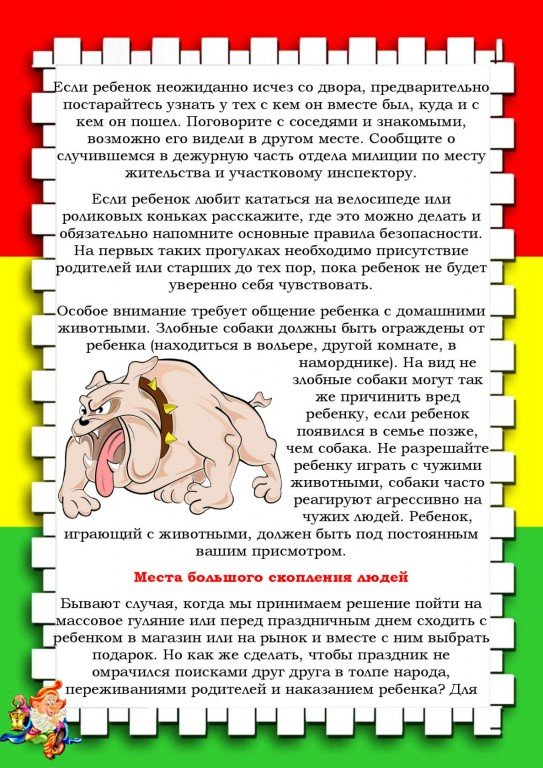 Если ребенок неожиданно исчез со двора, предварительно
постарайтесь узнать у тех с кем он вместе был, куда и с
кем он пошел. Поговорите с соседями и знакомыми,
возможно его видели в другом месте. Сообщите о
случившемся в дежурную часть отдела милиции по месту
жительства и участковому инспектору.
Если ребенок любит кататься на велосипеде или
роликовых коньках расскажите, где это можно делать и
обязательно напомните основные правила безопасности.
На первых таких прогулках необходимо присутствие
родителей или старших до тех пор, пока ребенок не будет
уверенно себя чувствовать.
Особое внимание требует общение ребенка с домашними
животными. Злобные собаки должны быть ограждены от
ребенка (находиться в вольере, другой комнате, в
наморднике). На вид не
злобные собаки могут так
же причинить вред
ребенку, если ребенок
появился в семье позже,
чем собака. Не разрешайте
ребенку играть с чужими
животными, собаки часто
реагируют агрессивно на
чужих людей. Ребенок,
играющий с животными, должен быть под постоянным
вашим присмотром.
Места большого скопления людей
Бывают случая, когда мы принимаем решение пойти на
массовое гуляние или перед праздничным днем сходить с
ребенком в магазин или на рынок и вместе с ним выбрать
подарок. Но как же сделать, чтобы праздник не
омрачился поисками друг друга в толпе народа,
переживаниями родителей и наказанием ребенка? Для